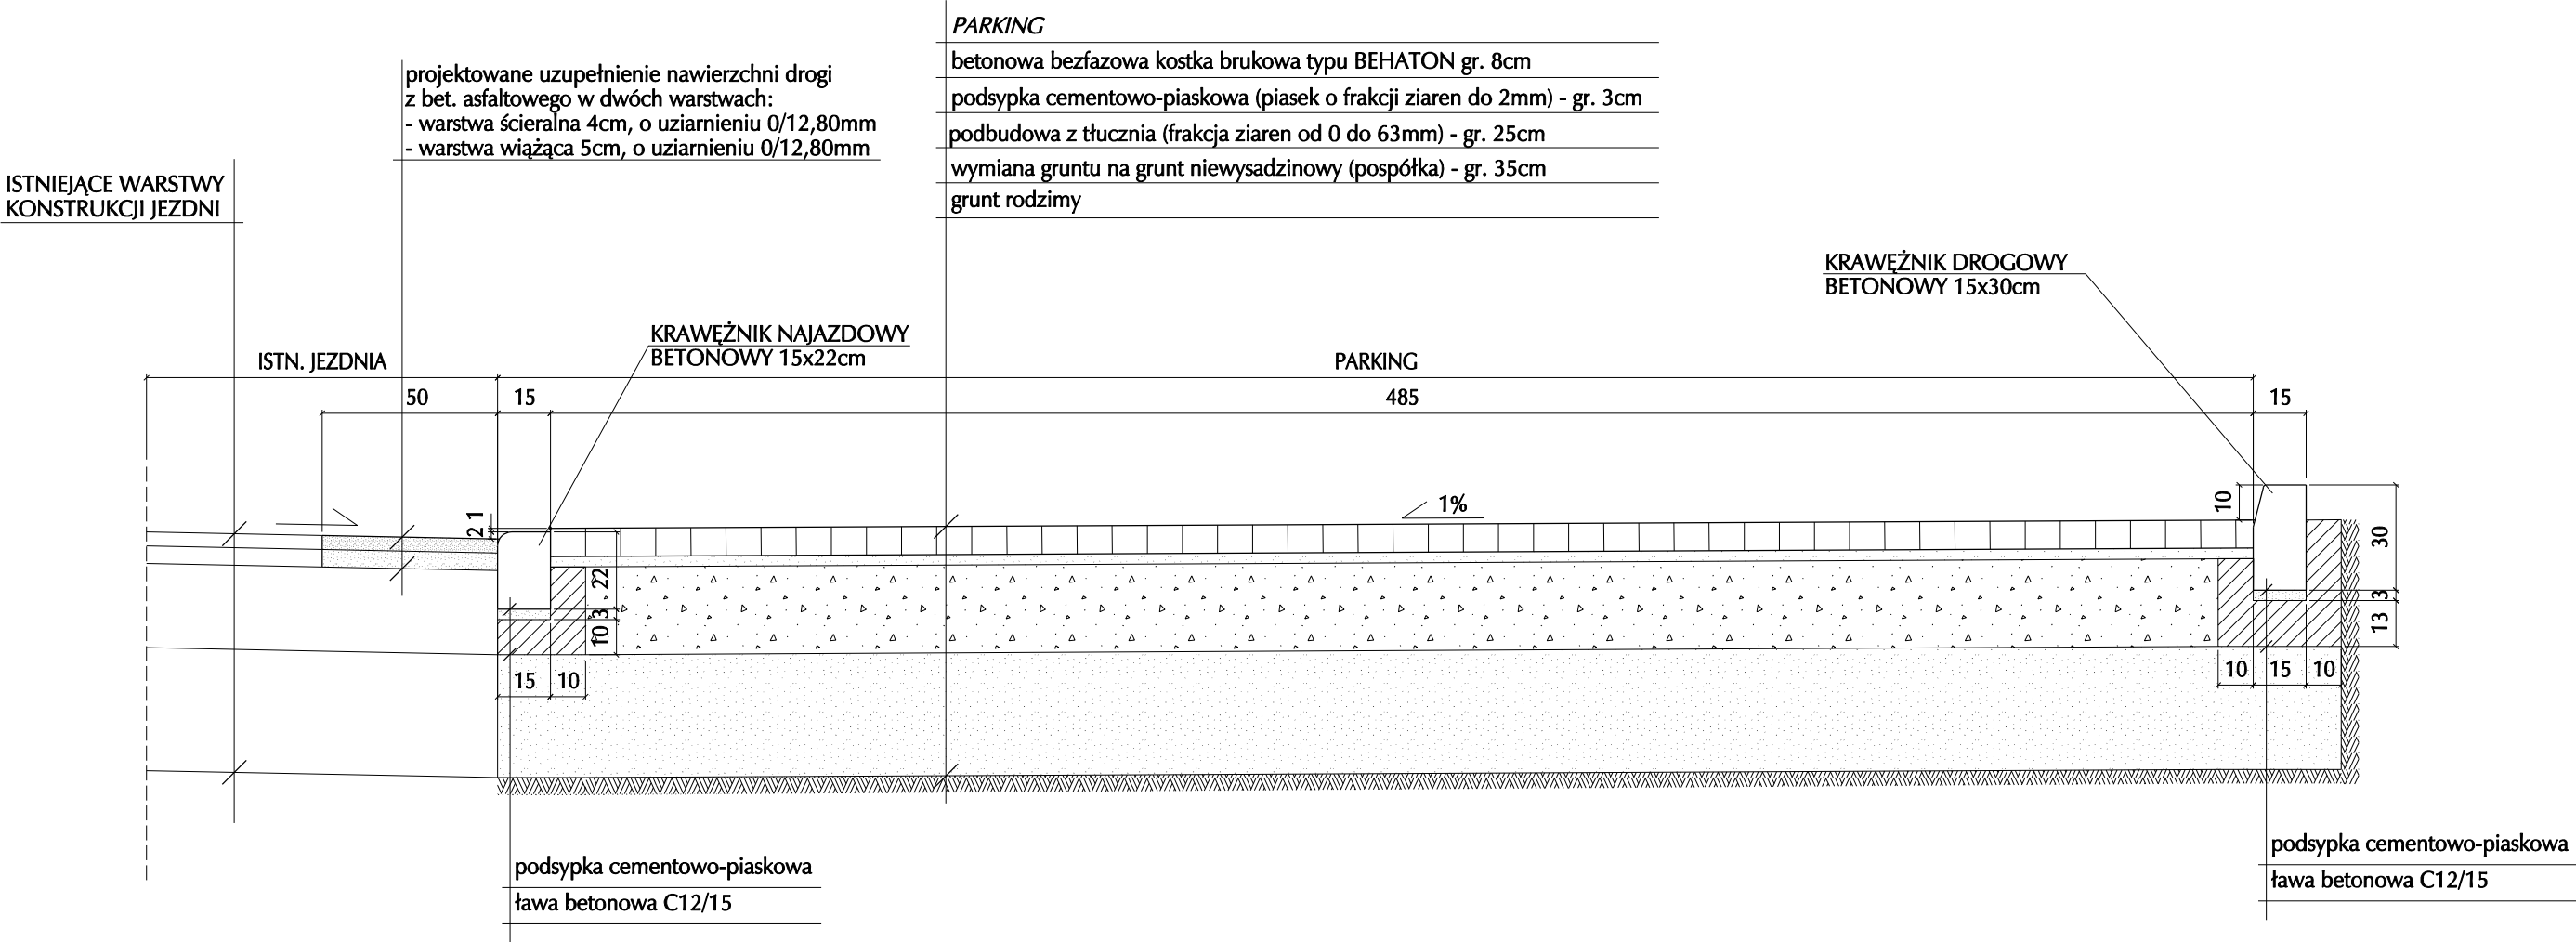 PARKING
betonowa bezfazowa kostka brukowa typu BEHATON gr. 8cm
podsypka cementowo-piaskowa (piasek o frakcji ziaren do 2mm) - gr. 3cm
podbudowa z tłucznia (frakcja ziaren od 0 do 63mm) - gr. 25cm
wymiana gruntu na grunt niewysadzinowy (pospółka) - gr. 35cm
grunt rodzimy
projektowane uzupełnienie nawierzchni drogi
z bet. asfaltowego w dwóch warstwach:
- warstwa ścieralna 4cm, o uziarnieniu 0/12,80mm
- warstwa wiążąca 5cm, o uziarnieniu 0/12,80mm
ISTNIEJĄCE WARSTWY
KONSTRUKCJI JEZDNI
KRAWĘŻNIK DROGOWY
BETONOWY 15x30cm
KRAWĘŻNIK NAJAZDOWY
BETONOWY 15x22cm
ISTN. JEZDNIA
PARKING
50
15
485
15
2 1
1%
10
30
3
13
22
3
10
15
10
10
15
10
podsypka cementowo-piaskowa
ława betonowa C12/15
podsypka cementowo-piaskowa
ława betonowa C12/15